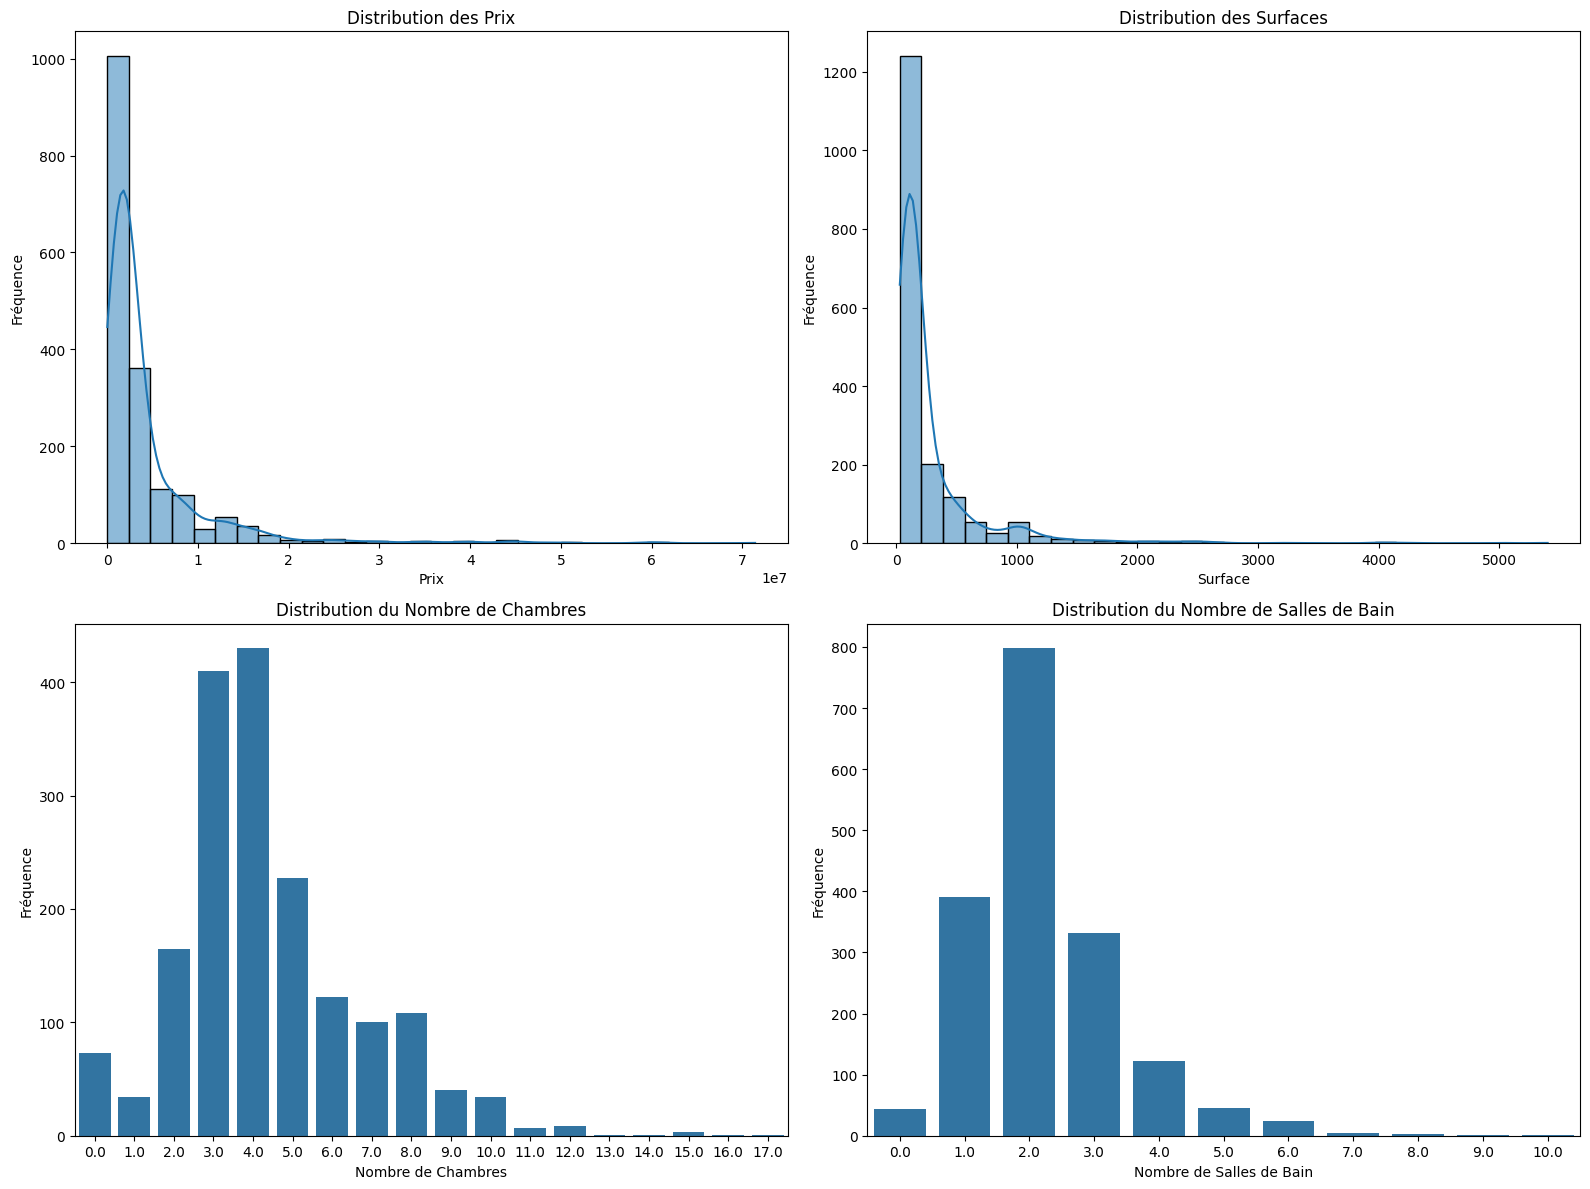 Distribution des Prix
Fréquence
1000
800
600
400
200
0
0 1 2 3 4 5 6 7
1e7
Prix
Distribution des Surfaces
Fréquence
1200
1000
800
600
400
200
0
0 1000 2000 3000 4000 5000
Surface
Distribution du Nombre de Chambres
Fréquence
400
300
200
100
0
0.0 1.0 2.0 3.0 4.0 5.0 6.0 7.0 8.0 9.0 10.0 11.0 12.0 13.0 14.0 15.0 16.0 17.0
Nombre de Chambres
Distribution du Nombre de Salles de Bain
Fréquence
800
700
600
500
400
300
200
100
0
0.0 1.0 2.0 3.0 4.0 5.0 6.0 7.0 8.0 9.0 10.0
Nombre de Salles de Bain